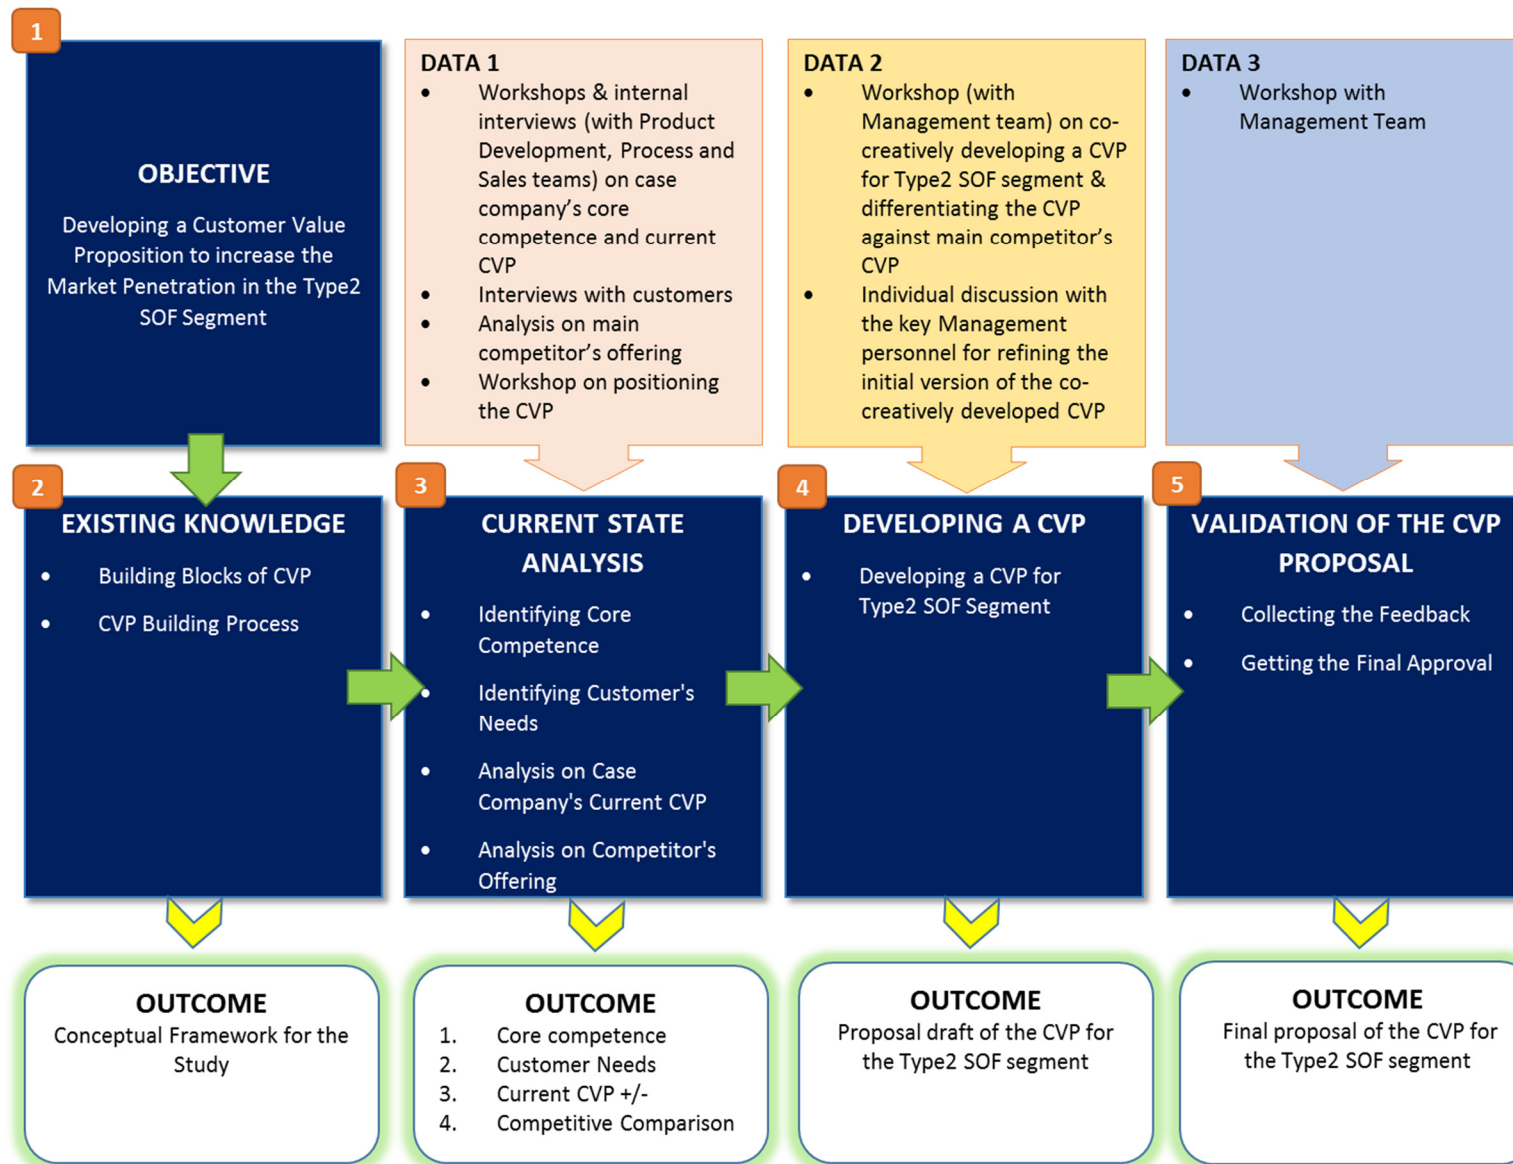 1
OBJECTIVE
Developing a Customer Value
Proposition to increase the
Market Penetration in the Type2
SOF Segment
DATA 1
• Workshops & internal
interviews (with Product
Development, Process and
Sales teams) on case
company's core
competence and current
CVP
• Interviews with customers
• Analysis on main
competitor's offering
• Workshop on positioning
the CVP
DATA 2
• Workshop (with
Management team) on co-
creatively developing a CVP
for Type2 SOF segment &
differentiating the CVP
against main competitor's
CVP
• Individual discussion with
the key Management
personnel for refining the
initial version of the co-
creatively developed CVP
DATA 3
• Workshop with
Management Team
2
EXISTING KNOWLEDGE
• Building Blocks of CVP
• CVP Building Process
3
CURRENT STATE
ANALYSIS
• Identifying Core
Competence
• Identifying Customer's
Needs
• Analysis on Case
Company's Current CVP
• Analysis on Competitor's
Offering
4
DEVELOPING A CVP
• Developing a CVP for
Type2 SOF Segment
5
VALIDATION OF THE CVP
PROPOSAL
• Collecting the Feedback
• Getting the Final Approval
OUTCOME
Conceptual Framework for the
Study
OUTCOME
1. Core competence
2. Customer Needs
3. Current CVP +/-
4. Competitive Comparison
OUTCOME
Proposal draft of the CVP for
the Type2 SOF segment
OUTCOME
Final proposal of the CVP for
the Type2 SOF segment